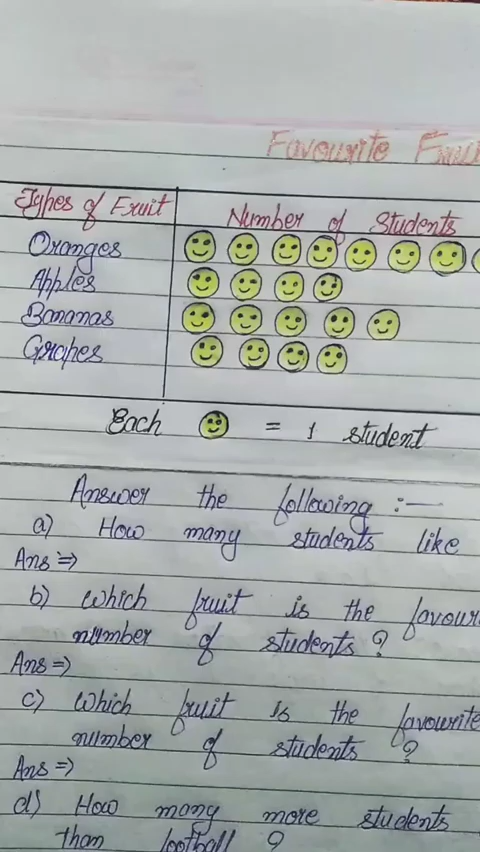 Favourite
Types of Fruit Number of Students
Oranges
Apples
Bananas
Grapes
Each = 1 student
Answer the following :—
a) How many students like
Ans ⇒
b) Which fruit is the favour
number of students ?
Ans ⇒
c) Which fruit is the favourite
number of students ?
Ans ⇒
d) How many more students
than football ?